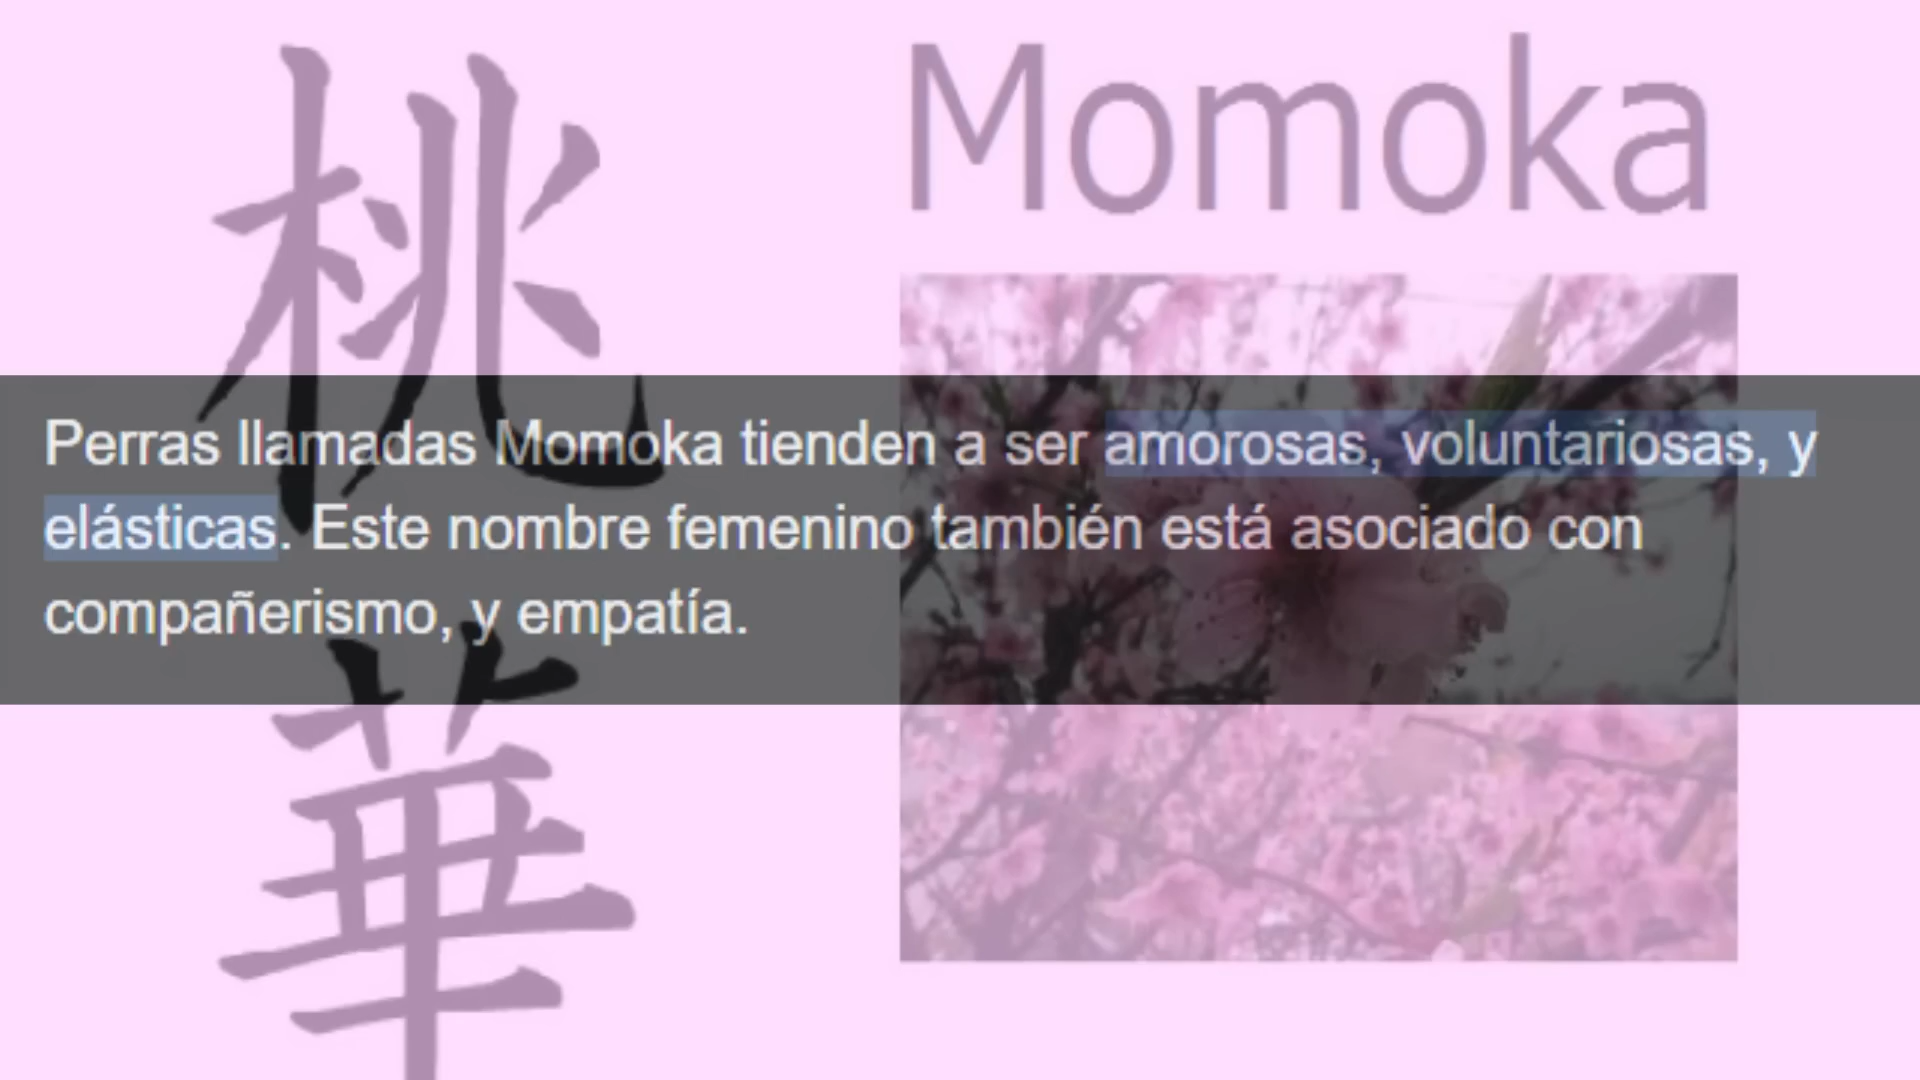 桃華
Momoka
Perras llamadas Momoka tienden a ser amorosas, voluntariosas, y
elásticas. Este nombre femenino también está asociado con
compañerismo, y empatía.